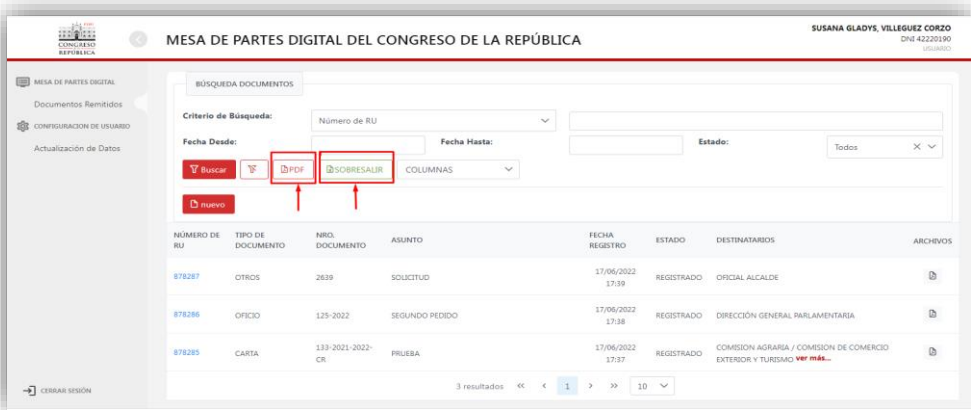 CONGRESO
REPÚBLICA
MESA DE PARTES DIGITAL DEL CONGRESO DE LA REPÚBLICA
SUSANA GLADYS, VILLEGUEZ CORZO
DNI 42220190
USUARIO
MESA DE PARTES DIGITAL
Documentos Remitidos
CONFIGURACION DE USUARIO
Actualización de Datos
CERRAR SESIÓN
BÚSQUEDA DOCUMENTOS
Criterio de Búsqueda: Número de RU
Fecha Desde: Fecha Hasta: Estado: Todos
Buscar PDF SOBRESALIR COLUMNAS
nuevo
NÚMERO DE RU TIPO DE DOCUMENTO NRO. DOCUMENTO ASUNTO FECHA REGISTRO ESTADO DESTINATARIOS ARCHIVOS
878287 OTROS 2839 SOLICITUD 17/06/2022 17:39 REGISTRADO OFICIAL ALCALDE
878286 OFICIO 125-2022 SEGUNDO PEDIDO 17/06/2022 17:38 REGISTRADO DIRECCIÓN GENERAL PARLAMENTARIA
878285 CARTA 133-2021-2022-CR PRUEBA 17/06/2022 17:37 REGISTRADO COMISION AGRARIA / COMISION DE COMERCIO EXTERIOR Y TURISMO ver más...
3 resultados << < 1 > >> 10